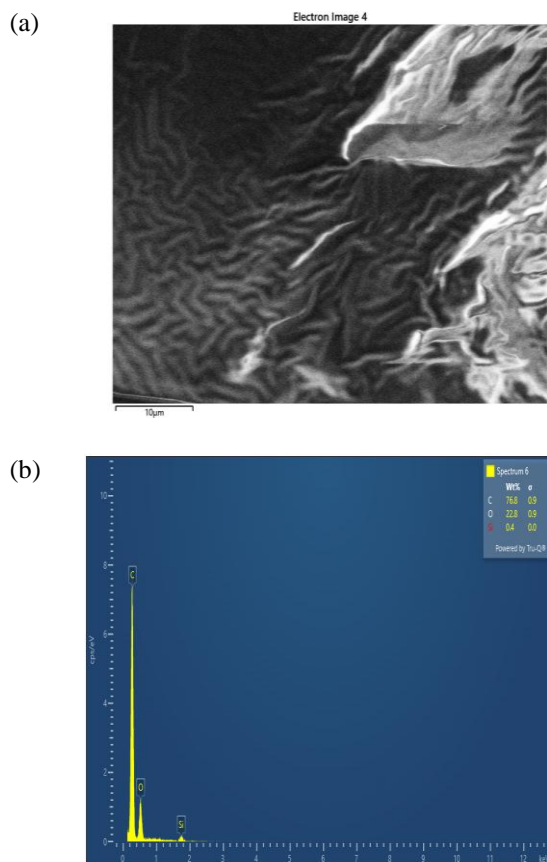 (a)
Electron Image 4
10µm
(b)
Spectrum 6
Wt% σ
C 76.8 0.9
O 22.8 0.9
0.4 0.0
Powered by Tru-Q®
10
8
6
4
2
0
cps/eV
C
O
Si
0 1 2 3 4 5 6 7 8 9 10 11 12